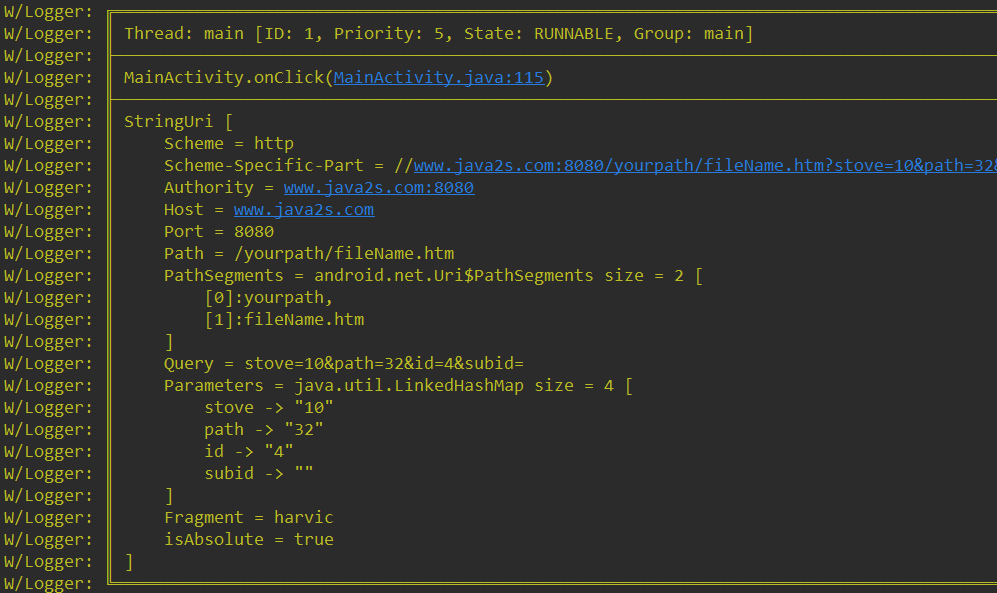 W/Logger:
W/Logger: Thread: main [ID: 1, Priority: 5, State: RUNNABLE, Group: main]
W/Logger:
W/Logger: MainActivity.onClick(MainActivity.java:115)
W/Logger:
W/Logger: StringUri [
W/Logger:     Scheme = http
W/Logger:     Scheme-Specific-Part = //www.java2s.com:8080/yourpath/fileName.htm?stove=10&path=32&
W/Logger:     Authority = www.java2s.com:8080
W/Logger:     Host = www.java2s.com
W/Logger:     Port = 8080
W/Logger:     Path = /yourpath/fileName.htm
W/Logger:     PathSegments = android.net.Uri$PathSegments size = 2 [
W/Logger:         [0]:yourpath,
W/Logger:         [1]:fileName.htm
W/Logger:     ]
W/Logger:     Query = stove=10&path=32&id=4&subid=
W/Logger:     Parameters = java.util.LinkedHashMap size = 4 [
W/Logger:         stove -> "10"
W/Logger:         path -> "32"
W/Logger:         id -> "4"
W/Logger:         subid -> ""
W/Logger:     ]
W/Logger:     Fragment = harvic
W/Logger:     isAbsolute = true
W/Logger: ]
W/Logger: